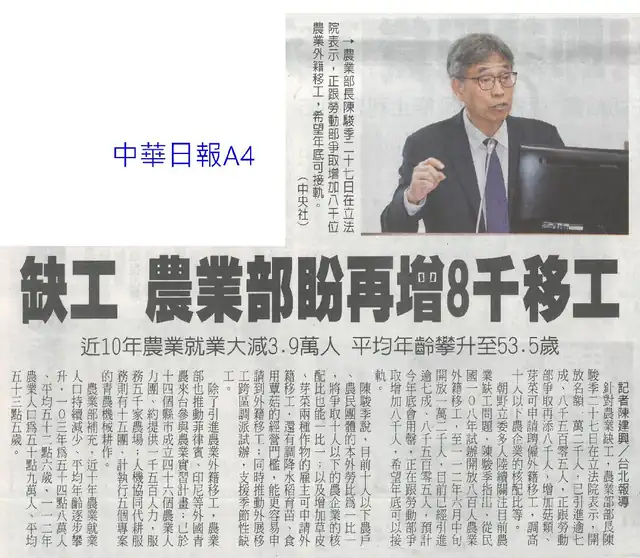 中華日報A4
→農業部長陳駿季二十七日在立法
院表示，正跟勞動部爭取增加八千位
農業外籍移工，希望年底可接軌。
（中央社）
缺工 農業部盼再增8千移工
近10年農業就業大減3.9萬人 平均年齡攀升至53.5歲
記者陳建興／台北報導
針對農業缺工，農業部部長陳
駿季二十七日在立法院表示，開
放名額一萬二千人，已引進逾七
成、八千五百零五人，正跟勞動
部爭取再添八千人，增加菇類、
芽菜可申請聘僱外籍移工，調高
十人以下農企業的核配比等。
朝野立委多人陸續關注目前農
業缺工問題，陳駿季指出，從民
國一０八年試辦開放八百人農業
外籍移工，至一一二年六月中旬
開放一萬二千人，目前已經引進
逾七成、八千五百零五人，預計
今年底會用罄，正在跟勞動部爭
取增加八千人，希望年底可以接
軌。
陳駿季說，目前十人以下農戶
農民團體的本外勞比為一比一
，將爭取十人以下的農企業的核
配比也能一比一；以及增加草皮
、芽菜兩種作物的雇主可申請外
籍移工，還有調降水稻育苗、食
用蕈菇的經營門檻，能更容易申
請到外籍移工；同時推動外展移
工跨區調派試辦，支援季節性缺
工。
除了引進農業外籍移工，農業
部也推動菲律賓、印尼等外國青
農來台參與農業實習計畫；已於
十四個縣市成立四十六個農業人
力團、約提供一千五百人力，服
務五千家農場；人機協同代耕服
務則有十五團，計執行五個專案
的青農機械耕作。
農業部補充，近十年農業就業
人口持續減少，平均年齡逐步攀
升，一０三年為五十四點八萬人
、平均五十二點六歲，一一二年
農業人口為五十點九萬人，平均
五十三點五歲。